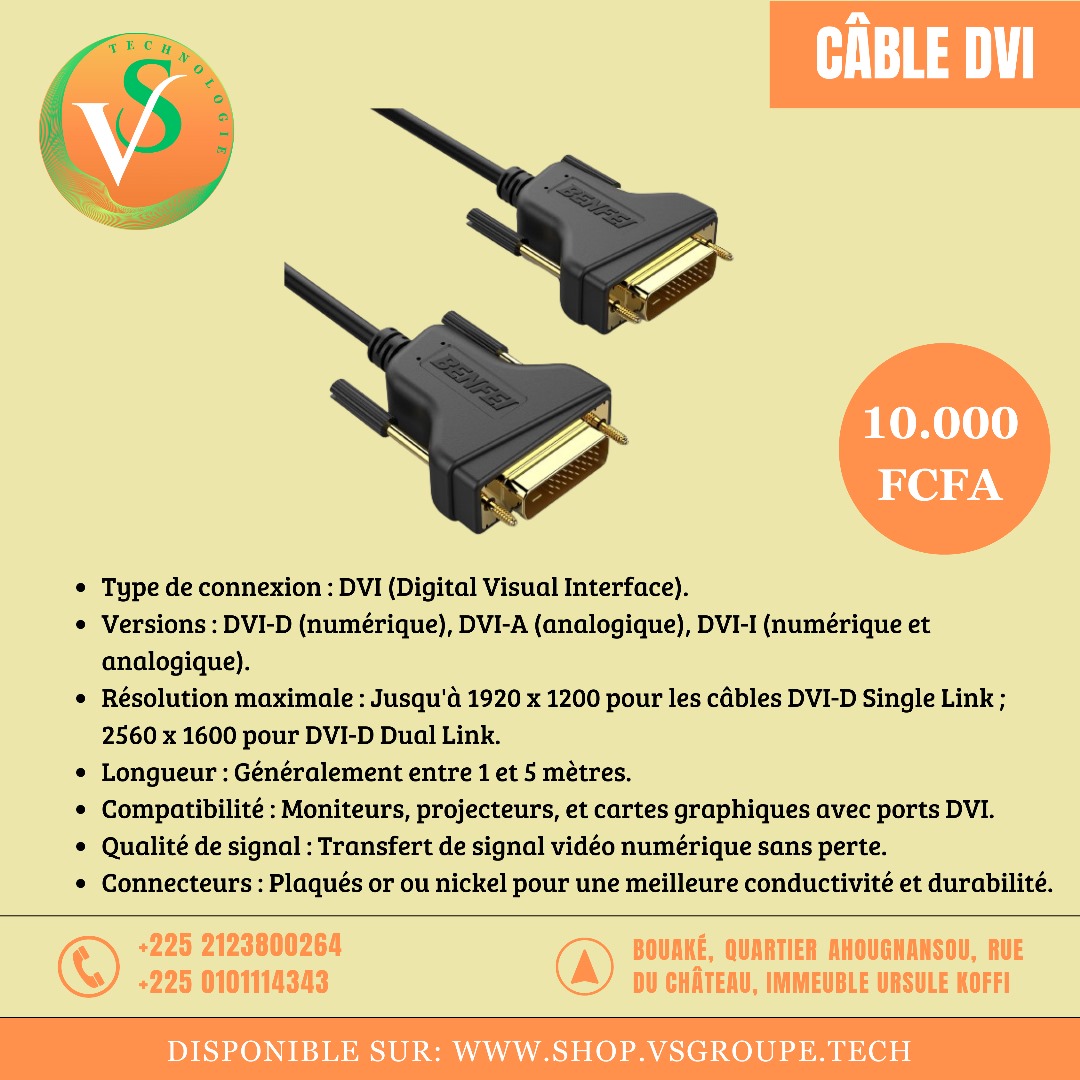 TECHNOLOGIE
VS
CÂBLE DVI
BENFEI
BENFEI
10.000
FCFA
• Type de connexion : DVI (Digital Visual Interface).
• Versions : DVI-D (numérique), DVI-A (analogique), DVI-I (numérique et
analogique).
• Résolution maximale : Jusqu'à 1920 x 1200 pour les câbles DVI-D Single Link ;
2560 x 1600 pour DVI-D Dual Link.
• Longueur : Généralement entre 1 et 5 mètres.
• Compatibilité : Moniteurs, projecteurs, et cartes graphiques avec ports DVI.
• Qualité de signal : Transfert de signal vidéo numérique sans perte.
• Connecteurs : Plaqués or ou nickel pour une meilleure conductivité et durabilité.
+225 2123800264
+225 0101114343
BOUAKÉ, QUARTIER AHOUGNANSOU, RUE
DU CHÂTEAU, IMMEUBLE URSULE KOFFI
DISPONIBLE SUR: WWW.SHOP.VSGROUPE.TECH